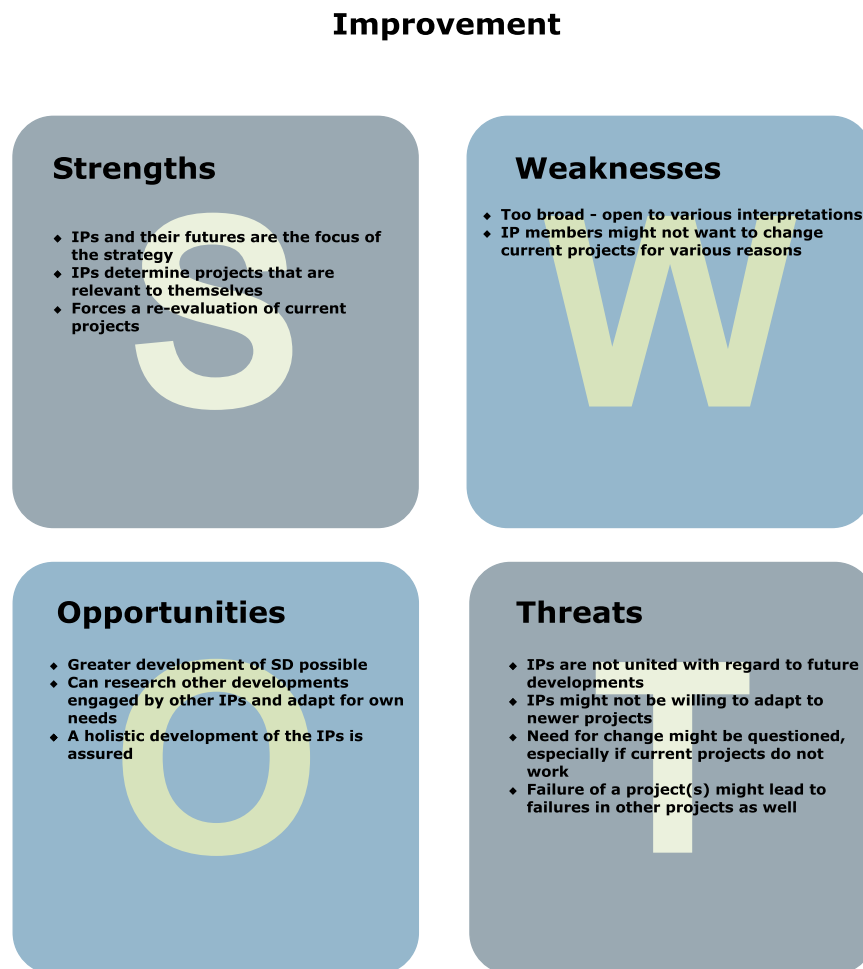 Improvement
Strengths
S
◆ IPs and their futures are the focus of
the strategy
◆ IPs determine projects that are
relevant to themselves
◆ Forces a re-evaluation of current
projects
Weaknesses
W
◆ Too broad - open to various interpretations
◆ IP members might not want to change
current projects for various reasons
Opportunities
O
◆ Greater development of SD possible
◆ Can research other developments
engaged by other IPs and adapt for own
needs
◆ A holistic development of the IPs is
assured
Threats
T
◆ IPs are not united with regard to future
developments
◆ IPs might not be willing to adapt to
newer projects
◆ Need for change might be questioned,
especially if current projects do not
work
◆ Failure of a project(s) might lead to
failures in other projects as well